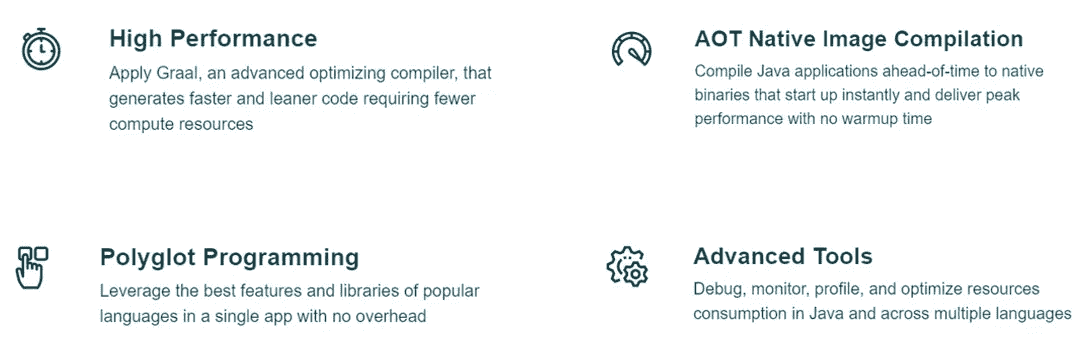 High Performance
Apply Graal, an advanced optimizing compiler, that
generates faster and leaner code requiring fewer
compute resources
AOT Native Image Compilation
Compile Java applications ahead-of-time to native
binaries that start up instantly and deliver peak
performance with no warmup time
Polyglot Programming
Leverage the best features and libraries of popular
languages in a single app with no overhead
Advanced Tools
Debug, monitor, profile, and optimize resources
consumption in Java and across multiple languages